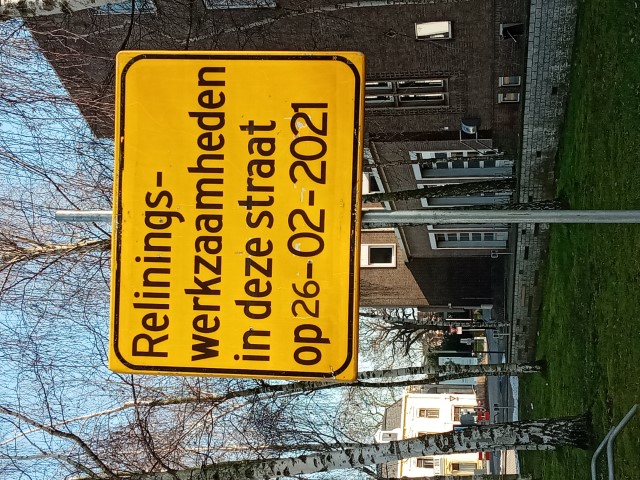 Relinings-
werkzaamheden
in deze straat
op 26-02-2021